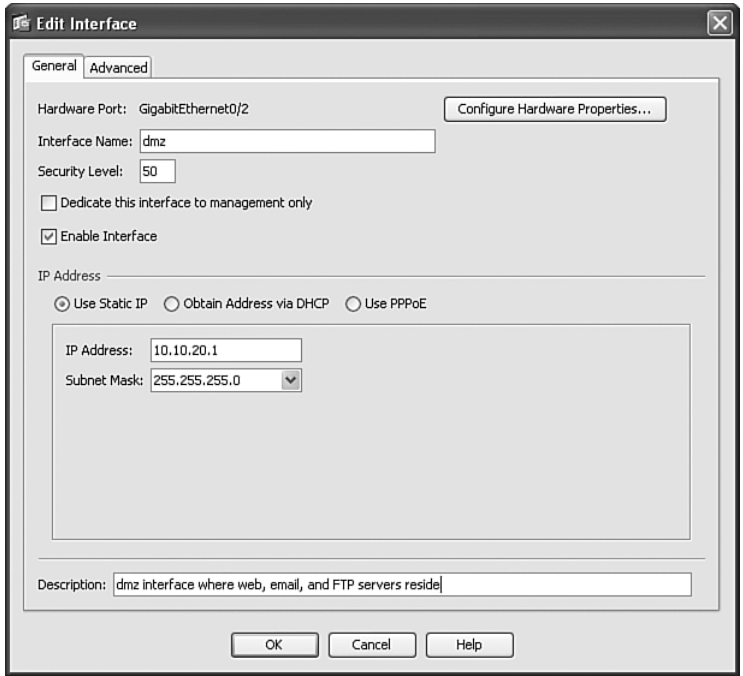 Edit Interface
General Advanced
Hardware Port: GigabitEthernet0/2 Configure Hardware Properties...
Interface Name: dmz
Security Level: 50
Dedicate this interface to management only
Enable Interface
IP Address
Use Static IP Obtain Address via DHCP Use PPPoE
IP Address: 10.10.20.1
Subnet Mask: 255.255.255.0
Description: dmz interface where web, email, and FTP servers reside
OK Cancel Help